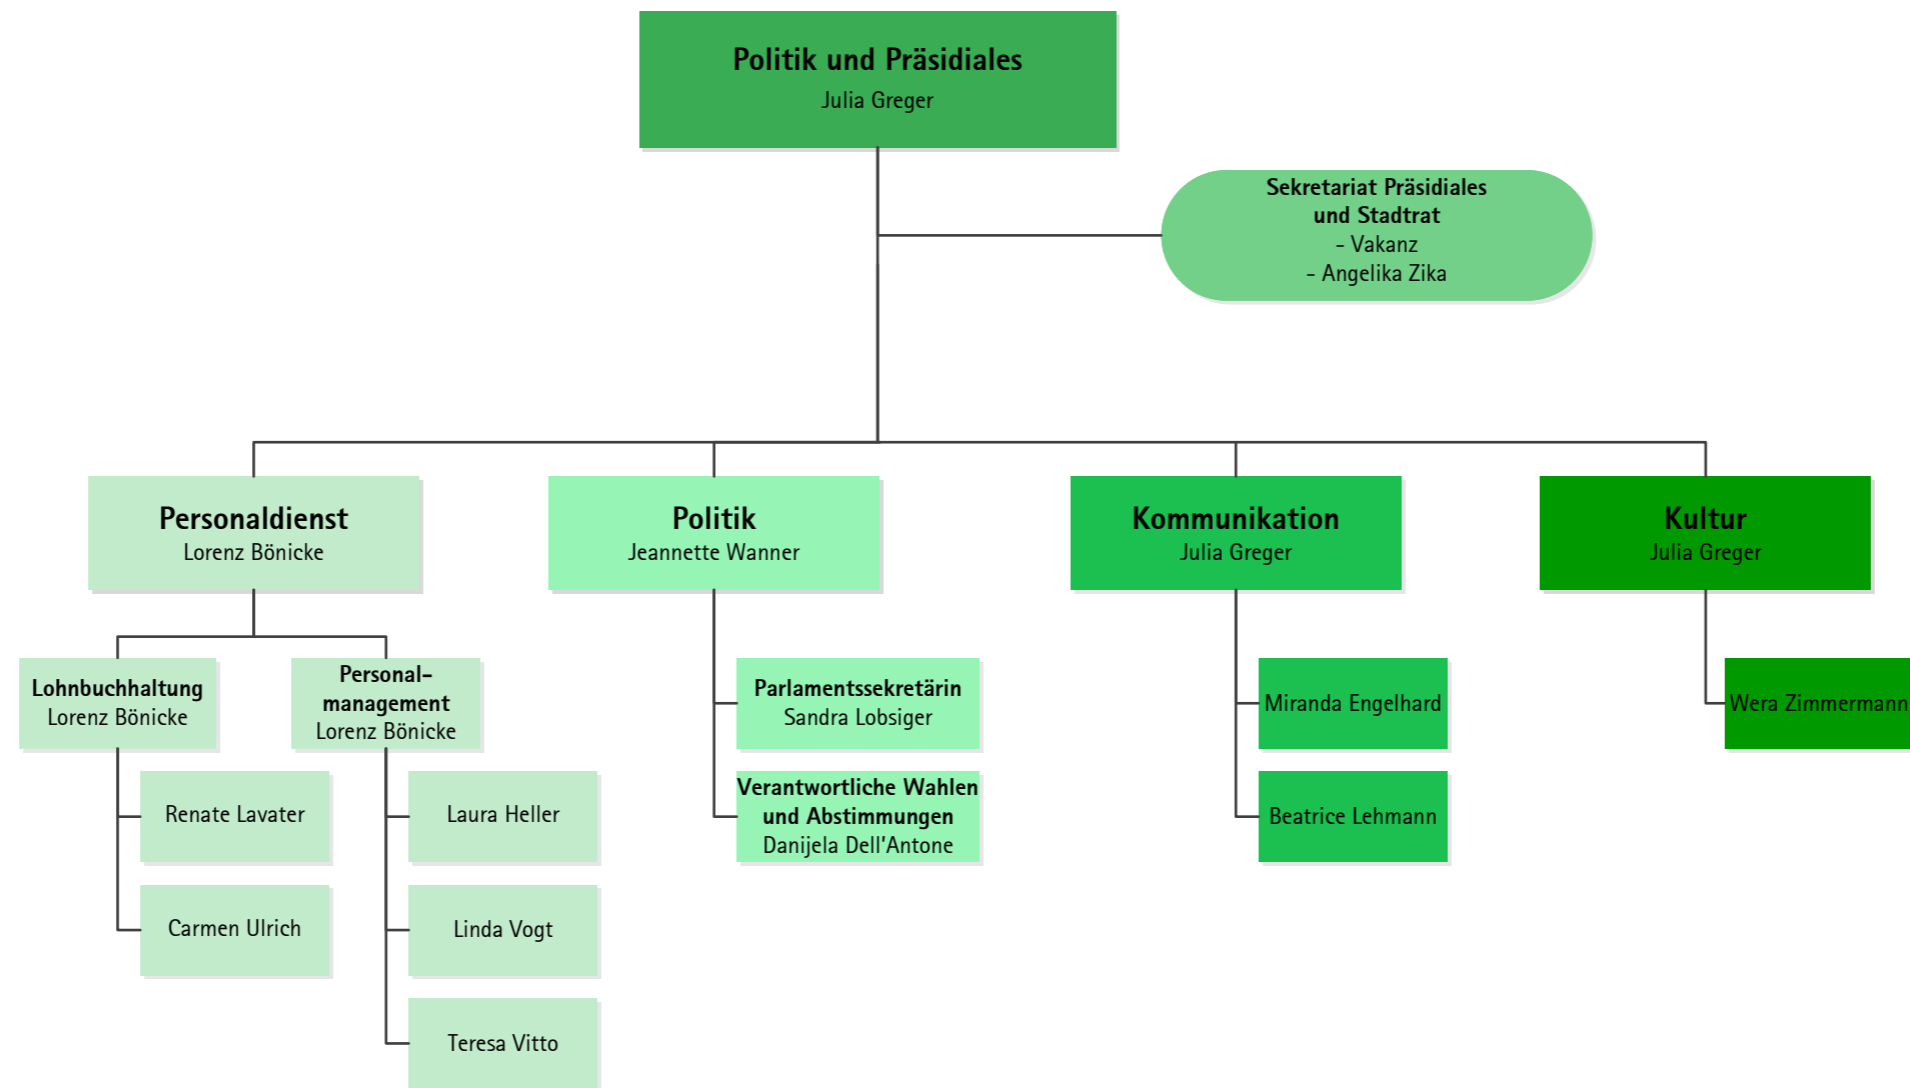 Politik und Präsidiales
Julia Greger
Sekretariat Präsidiales
und Stadtrat
- Vakanz
- Angelika Zika
Personaldienst
Lorenz Bönicke
Politik
Jeannette Wanner
Kommunikation
Julia Greger
Kultur
Julia Greger
Lohnbuchhaltung
Lorenz Bönicke
Personal-
management
Lorenz Bönicke
Renate Lavater
Carmen Ulrich
Laura Heller
Linda Vogt
Teresa Vitto
Parlamentssekretärin
Sandra Lobsiger
Verantwortliche Wahlen
und Abstimmungen
Danijela Dell'Antone
Miranda Engelhard
Beatrice Lehmann
Wera Zimmermann